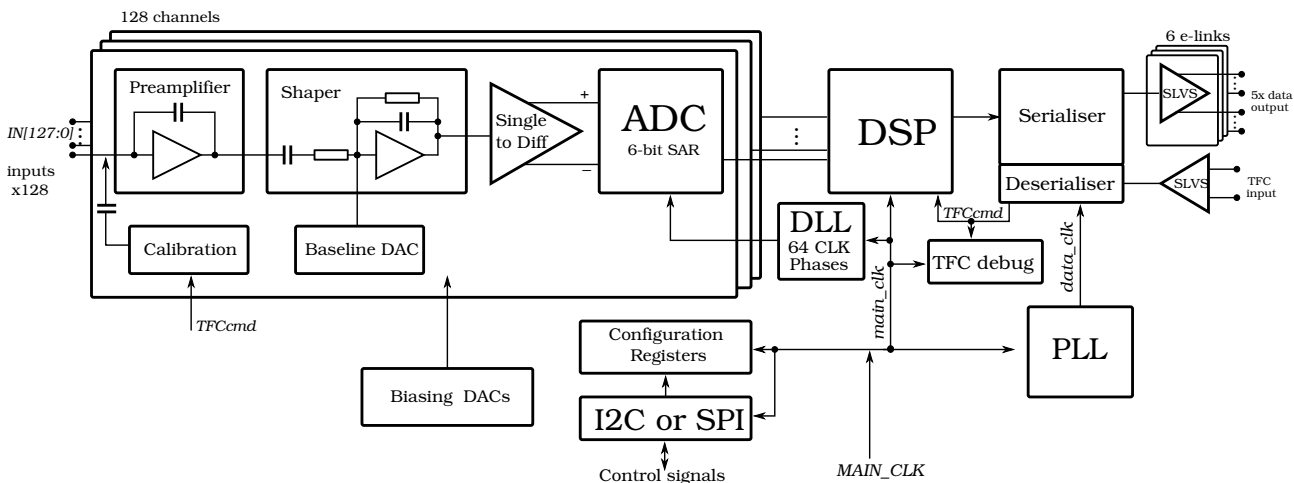 128 channels
6 e-links
Preamplifier
Shaper
IN[127:0]
inputs
x128
Single
to Diff
+
−
ADC
6-bit SAR
DSP
Serialiser
Deserialiser
SLVS
5x data
output
SLVS
TFC
input
Calibration
Baseline DAC
DLL
64 CLK
Phases
TFCcmd
TFC debug
main_clk
data_clk
TFCcmd
Configuration
Registers
PLL
Biasing DACs
I2C or SPI
Control signals
MAIN_CLK